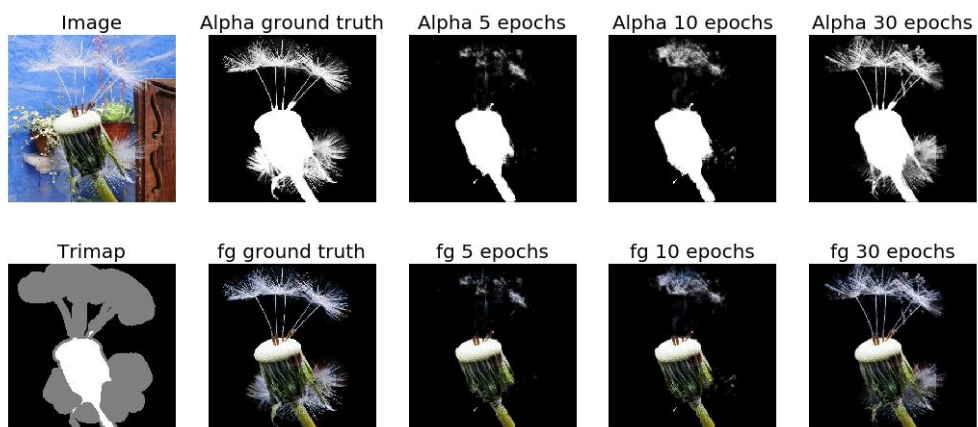 Image
Alpha ground truth
Alpha 5 epochs
Alpha 10 epochs
Alpha 30 epochs
Trimap
fg ground truth
fg 5 epochs
fg 10 epochs
fg 30 epochs